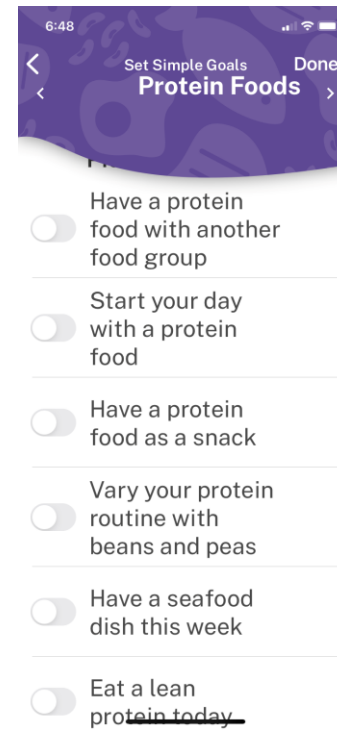 6:48
Set Simple Goals
Done
Protein Foods
Have a protein
food with another
food group
Start your day
with a protein
food
Have a protein
food as a snack
Vary your protein
routine with
beans and peas
Have a seafood
dish this week
Eat a lean
protein today